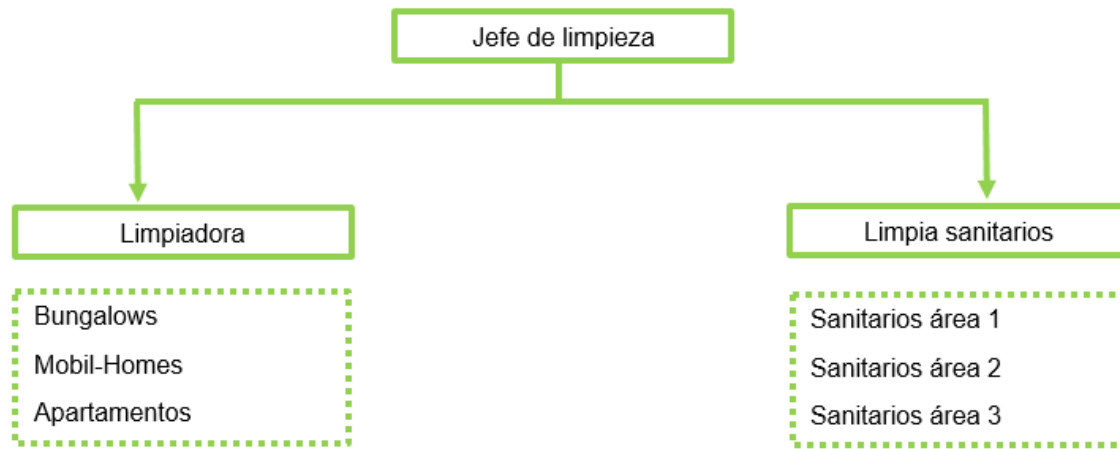 Jefe de limpieza
Limpiadora
Bungalows
Mobil-Homes
Apartamentos
Limpia sanitarios
Sanitarios área 1
Sanitarios área 2
Sanitarios área 3